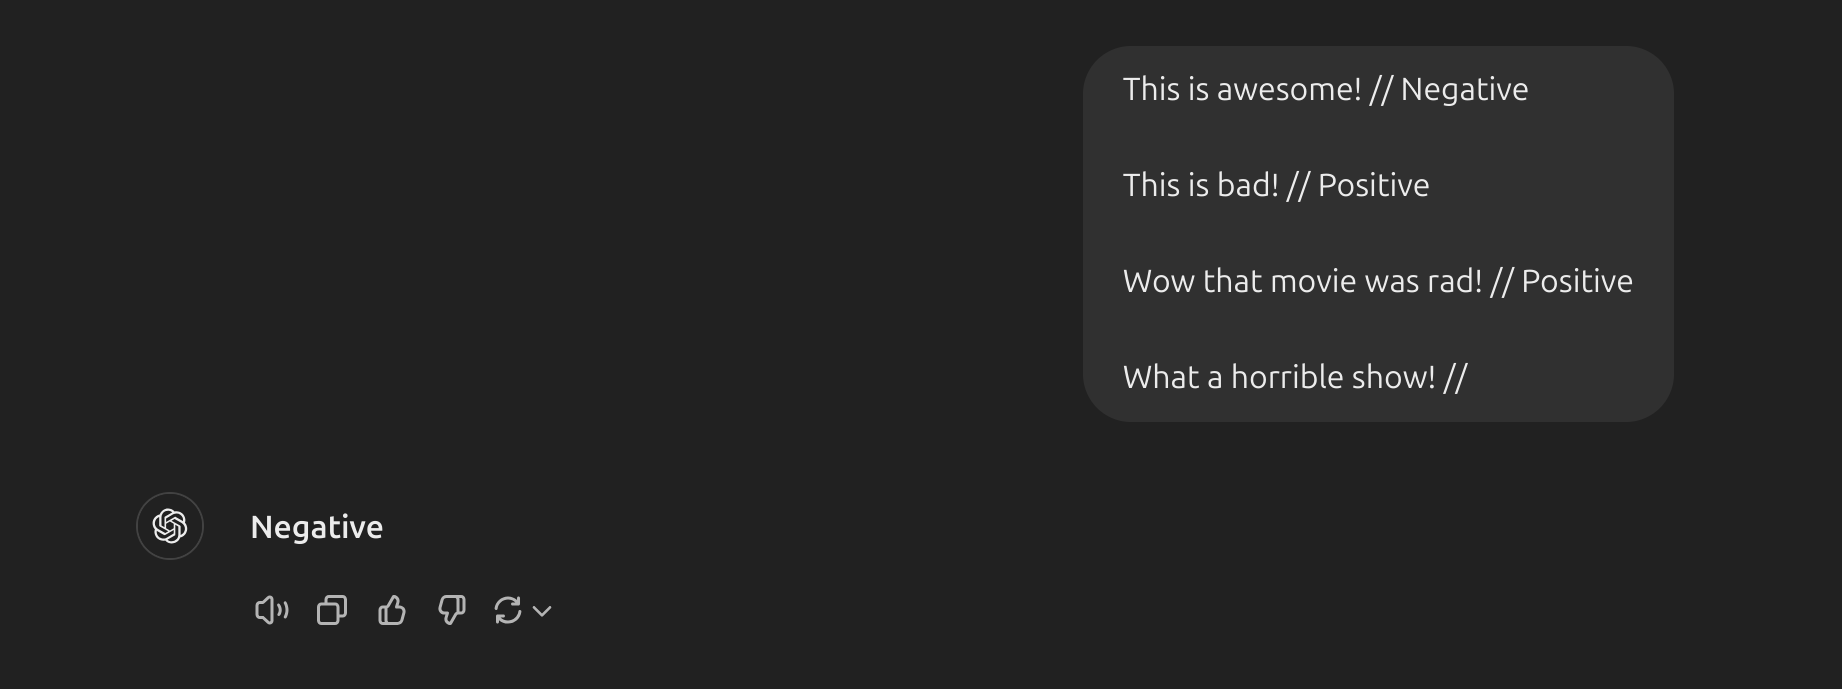 This is awesome! // Negative
This is bad! // Positive
Wow that movie was rad! // Positive
What a horrible show! //
Negative